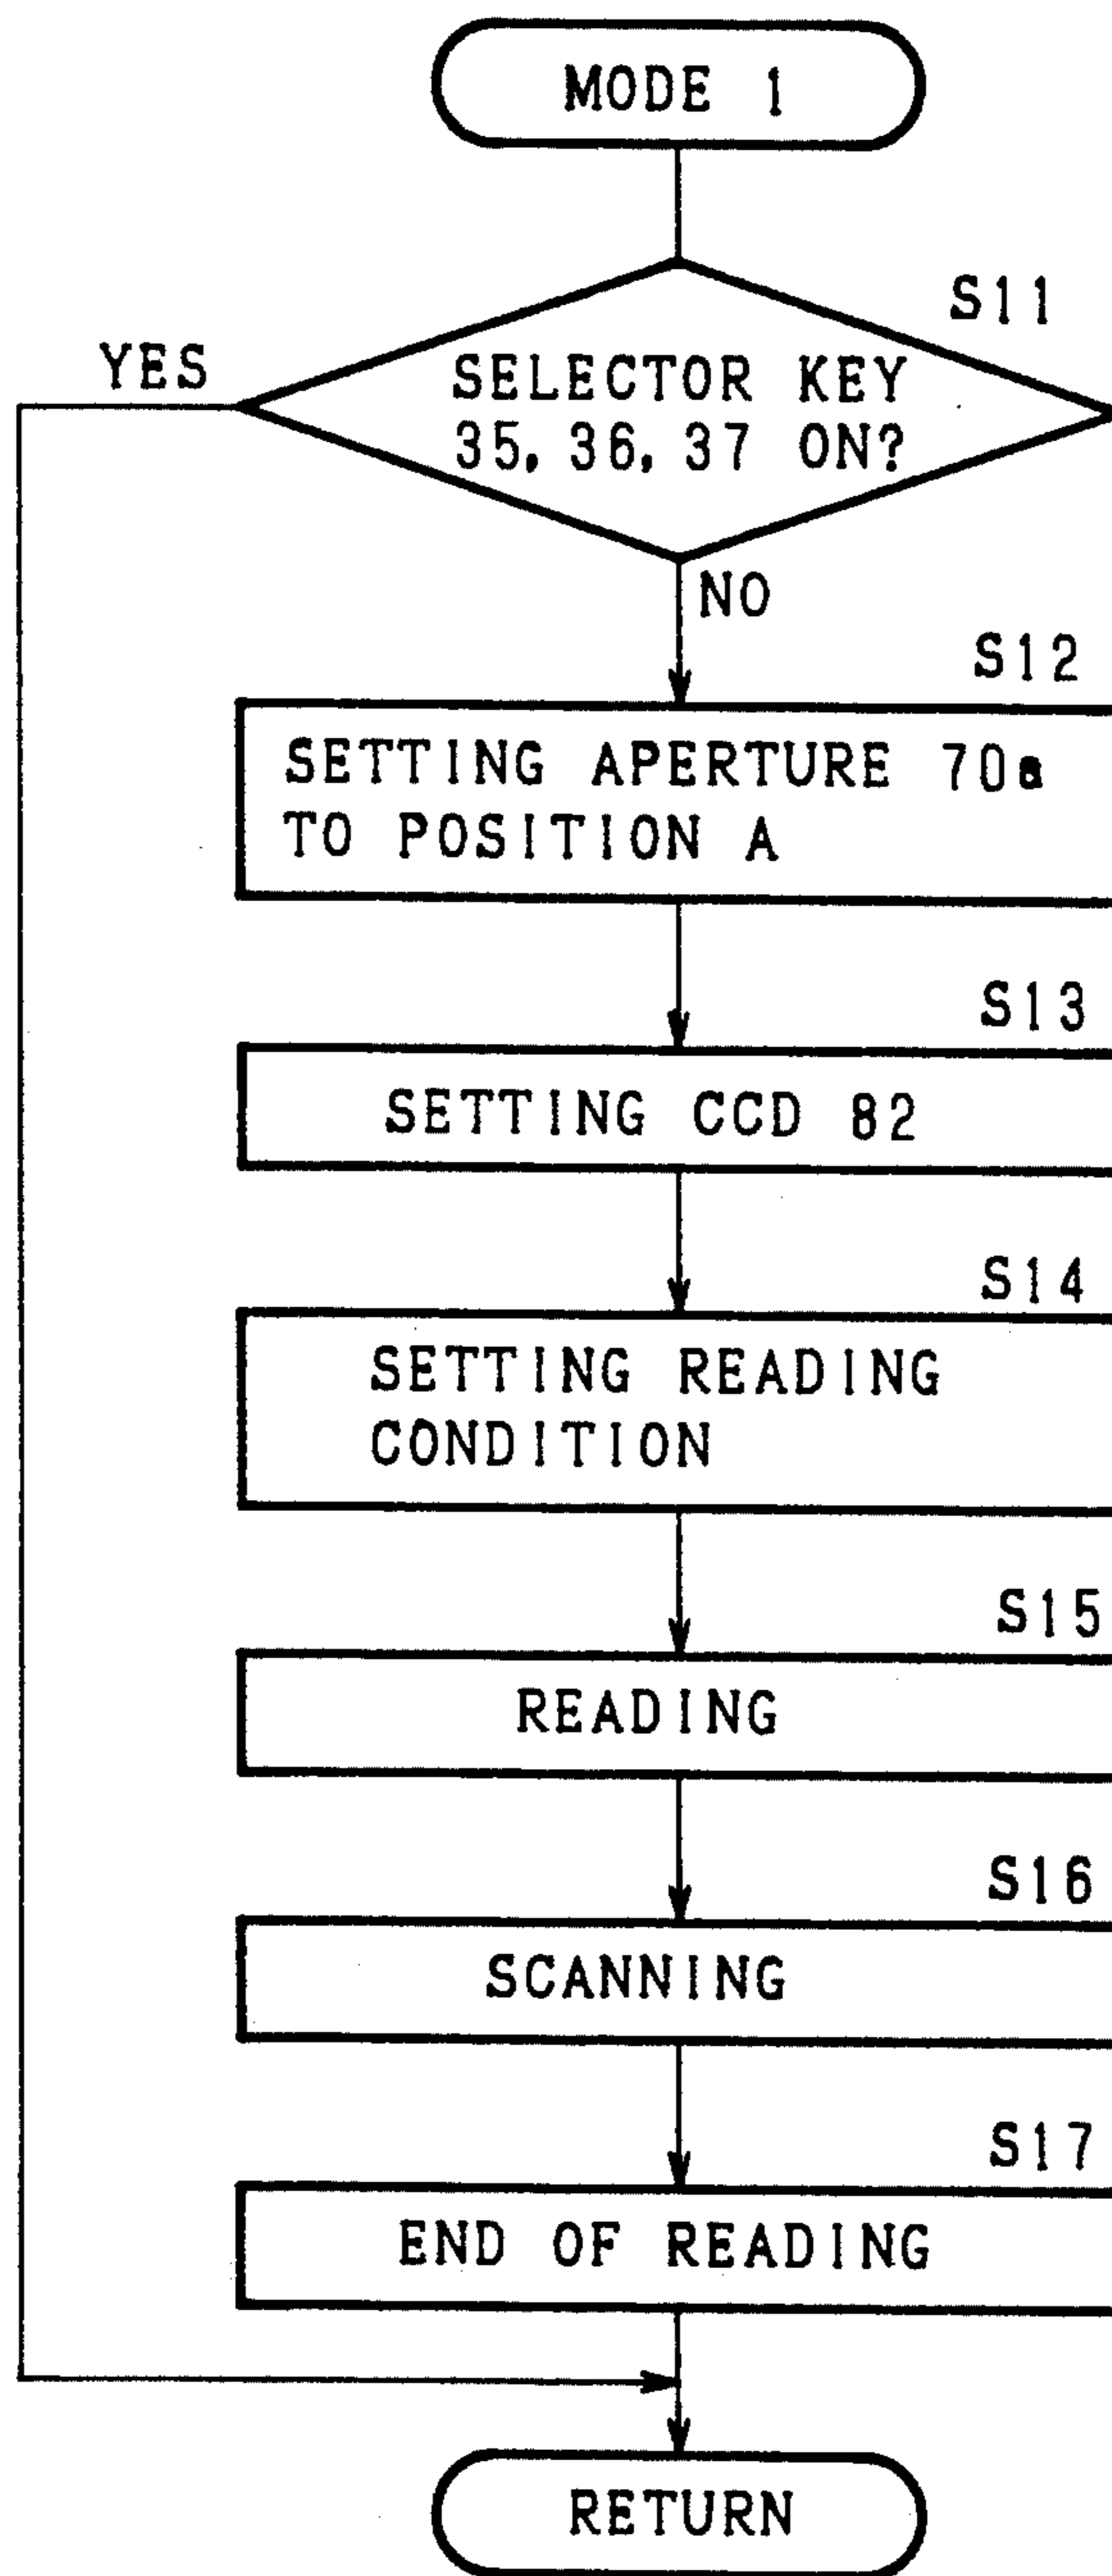 MODE 1
S11
YES
SELECTOR KEY
35, 36, 37 ON?
NO
S12
SETTING APERTURE 70a
TO POSITION A
S13
SETTING CCD 82
S14
SETTING READING
CONDITION
S15
READING
S16
SCANNING
S17
END OF READING
RETURN